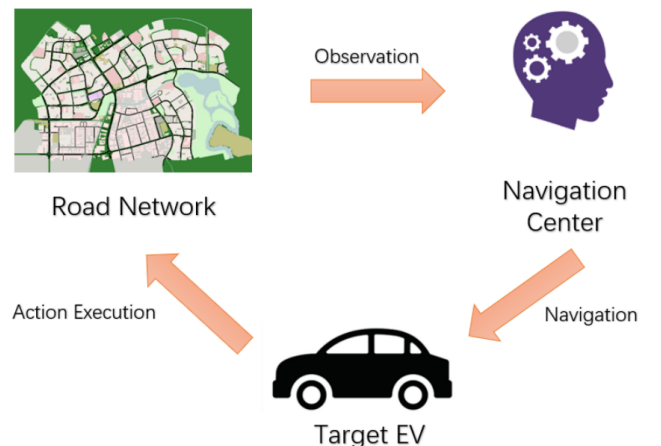 Observation
Road Network
Navigation
Center
Action Execution
Navigation
Target EV